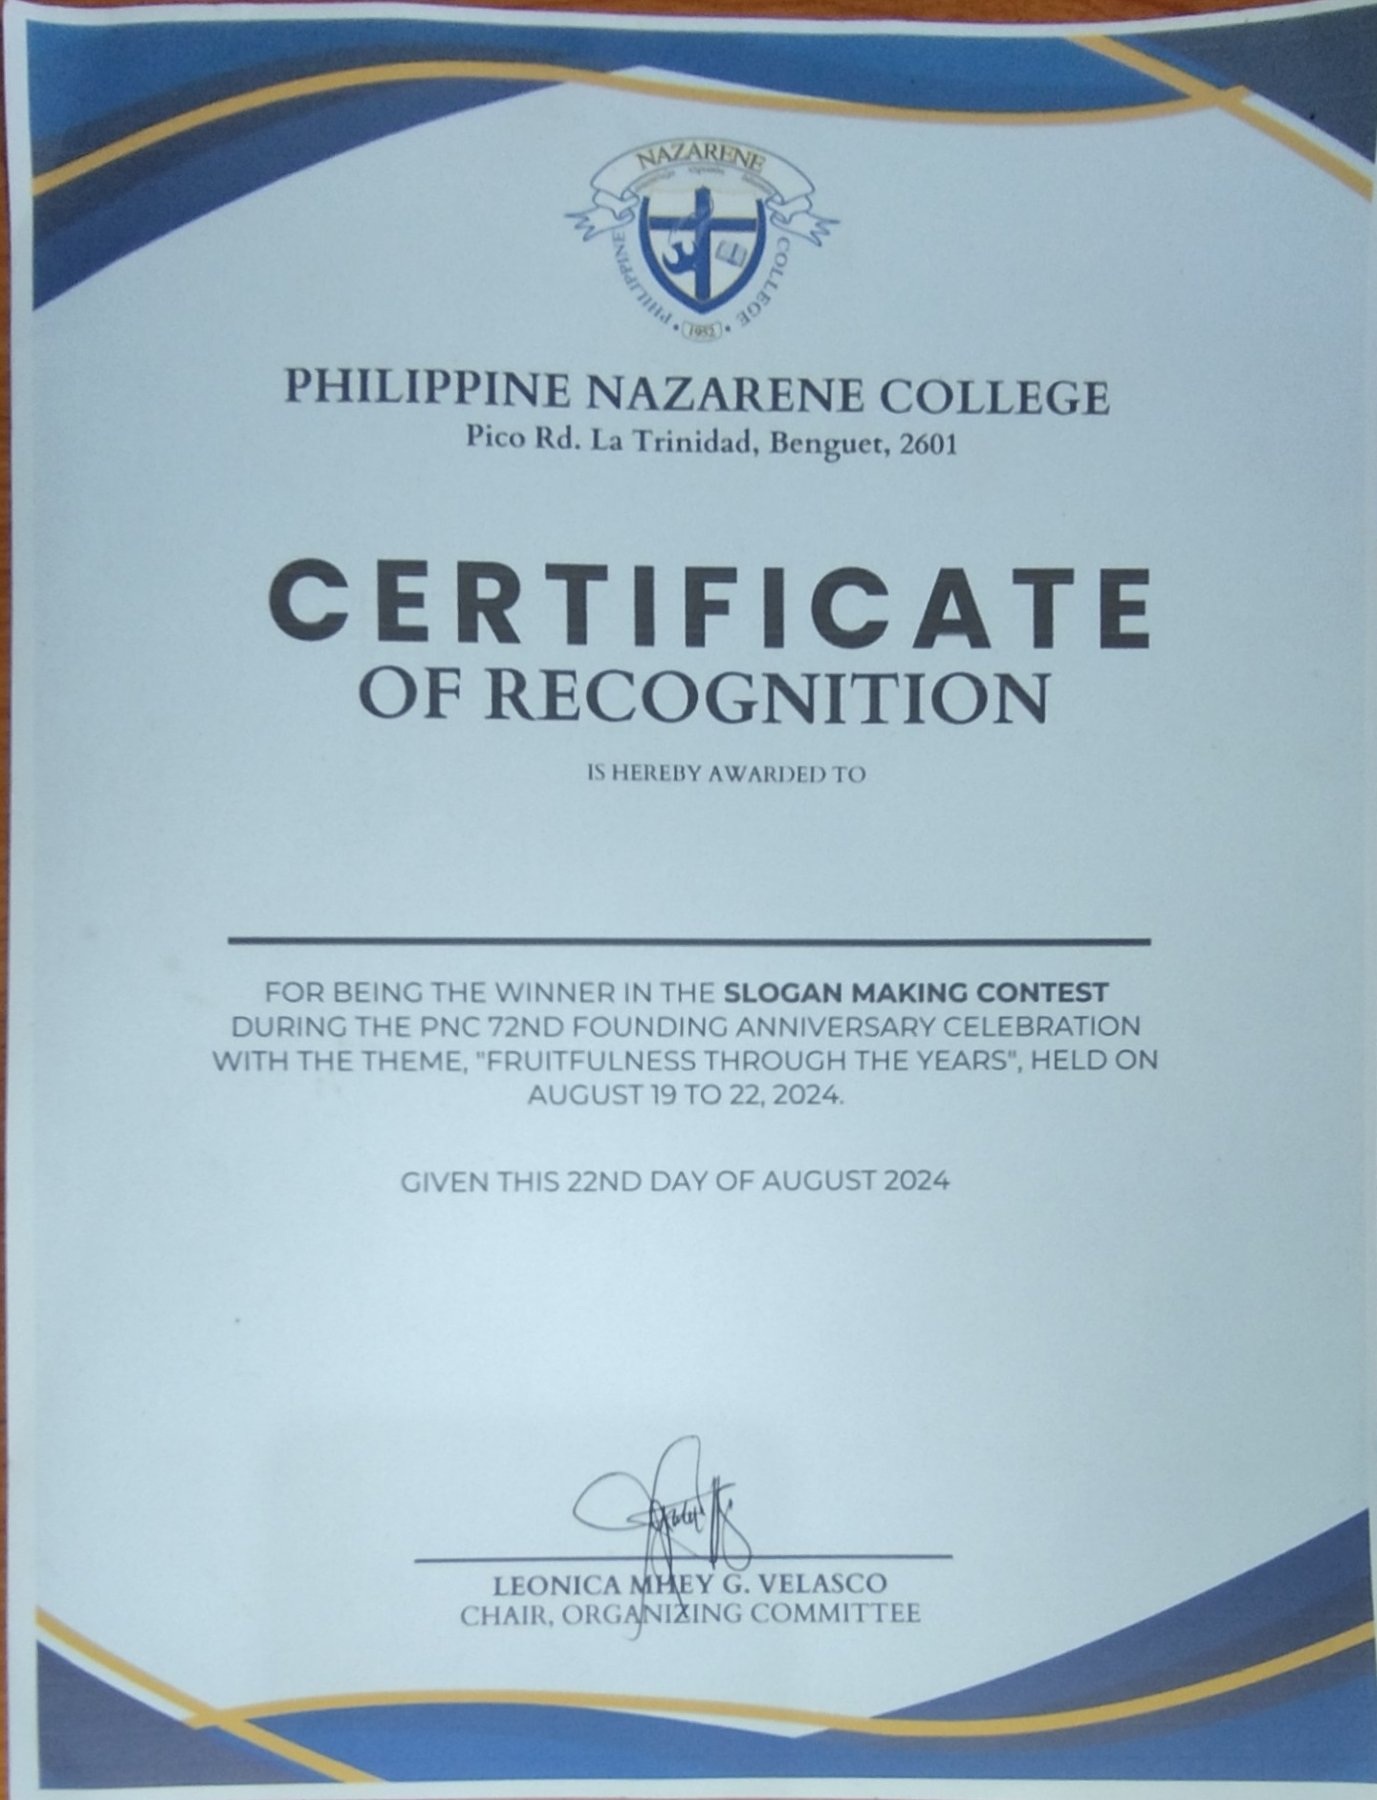 NAZARENE
PHILIPPINE
COLLEGE
1952
PHILIPPINE NAZARENE COLLEGE
Pico Rd. La Trinidad, Benguet, 2601
CERTIFICATE
OF RECOGNITION
IS HEREBY AWARDED TO
FOR BEING THE WINNER IN THE SLOGAN MAKING CONTEST
DURING THE PNC 72ND FOUNDING ANNIVERSARY CELEBRATION
WITH THE THEME, "FRUITFULNESS THROUGH THE YEARS", HELD ON
AUGUST 19 TO 22, 2024.
GIVEN THIS 22ND DAY OF AUGUST 2024
LEONICA MHEY G. VELASCO
CHAIR, ORGANIZING COMMITTEE